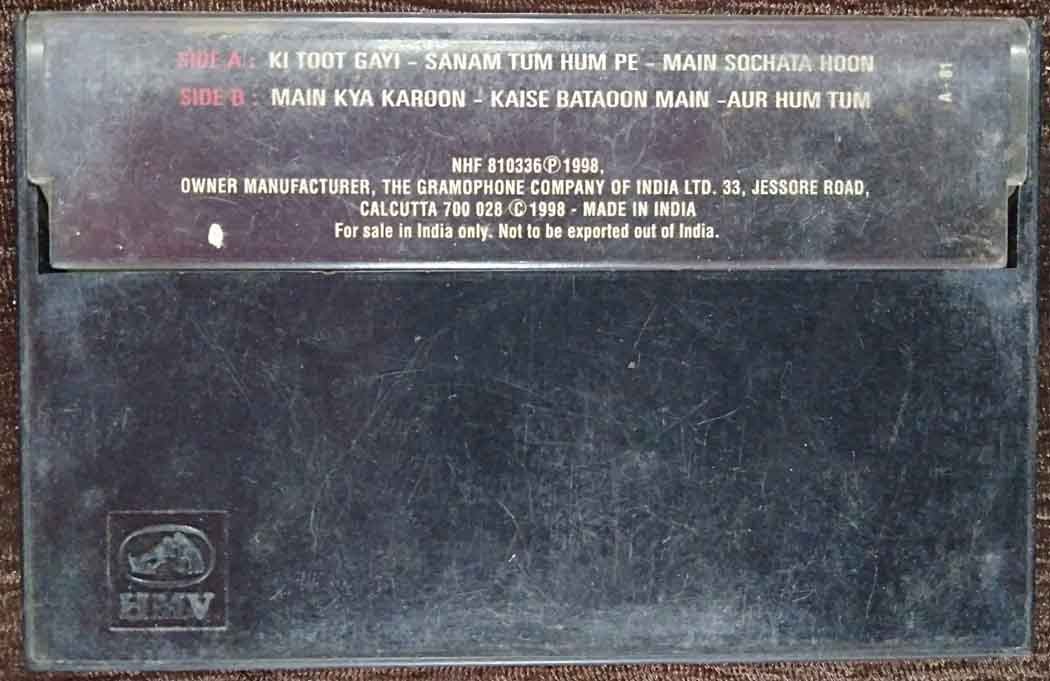 SIDE A : KI TOOT GAYI - SANAM TUM HUM PE - MAIN SOCHATA HOON
SIDE B : MAIN KYA KAROON - KAISE BATAOON MAIN -AUR HUM TUM
A - 81
NHF 810336 Ⓟ 1998,
OWNER MANUFACTURER, THE GRAMOPHONE COMPANY OF INDIA LTD. 33, JESSORE ROAD,
CALCUTTA 700 028 © 1998 - MADE IN INDIA
For sale in India only. Not to be exported out of India.
HMV